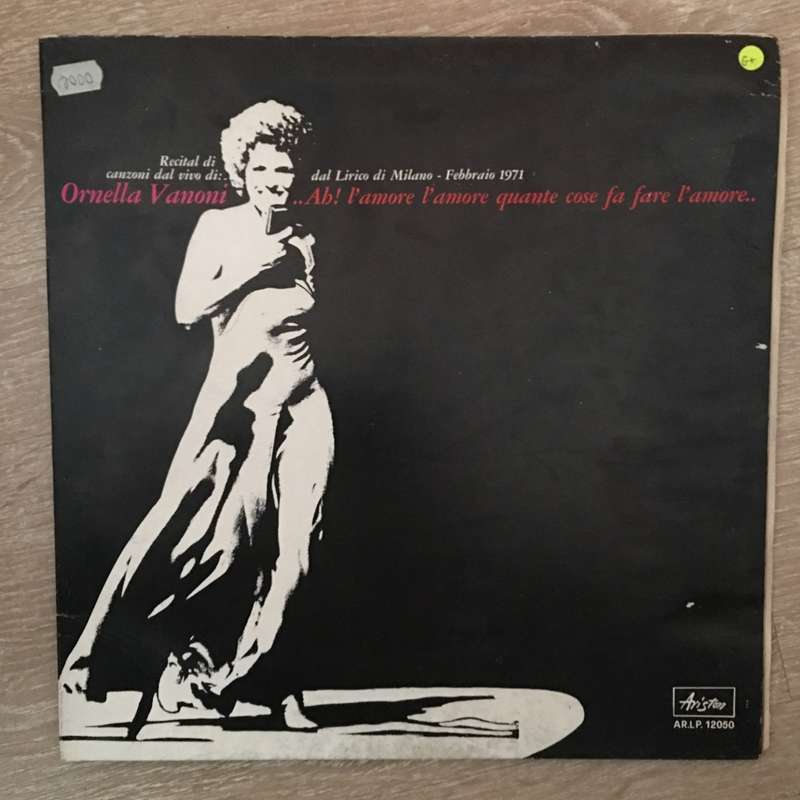 9000
G+
Recital di
canzoni dal vivo di: dal Lirico di Milano - Febbraio 1971
Ornella Vanoni ..Ah! l'amore l'amore quante cose fa fare l'amore..
Ariston
AR.LP. 12050